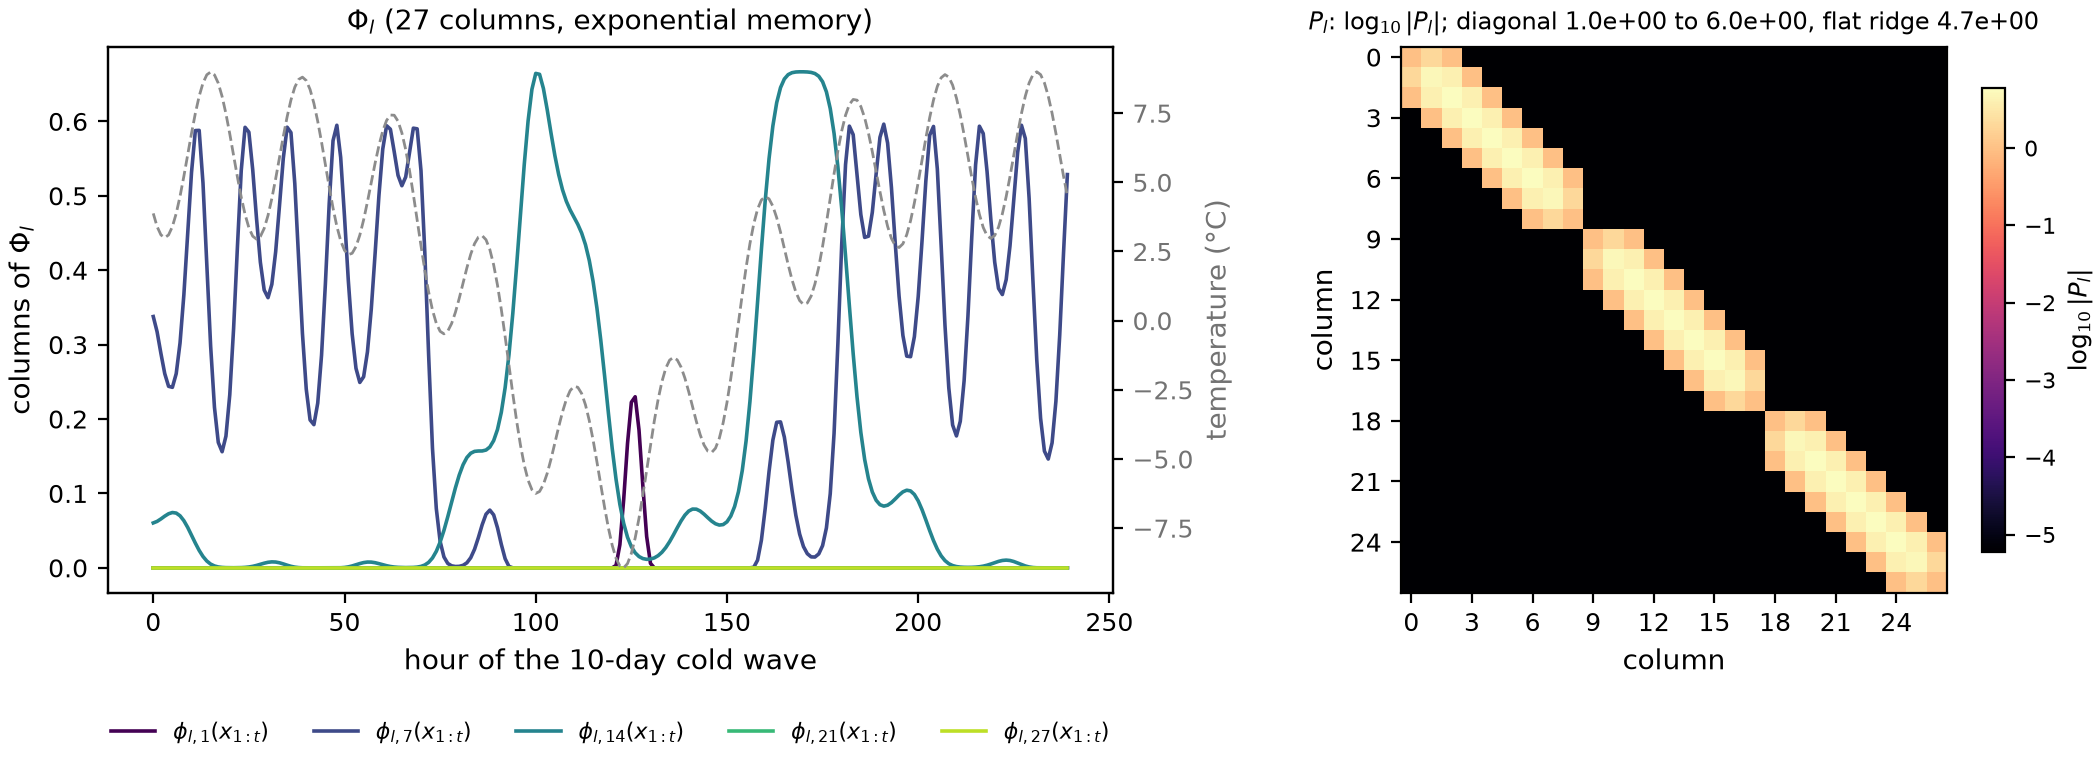 Φ_l (27 columns, exponential memory)
columns of Φ_l
0.6
0.5
0.4
0.3
0.2
0.1
0.0
0 50 100 150 200 250
hour of the 10-day cold wave
7.5
5.0
2.5
0.0
−2.5
−5.0
−7.5
temperature (°C)
ϕ_{l,1}(x_{1:t}) ϕ_{l,7}(x_{1:t}) ϕ_{l,14}(x_{1:t}) ϕ_{l,21}(x_{1:t}) ϕ_{l,27}(x_{1:t})
P_l: log₁₀|P_l|; diagonal 1.0e+00 to 6.0e+00, flat ridge 4.7e+00
column
0
3
6
9
12
15
18
21
24
0 3 6 9 12 15 18 21 24
column
0
−1
−2
−3
−4
−5
log₁₀|P_l|